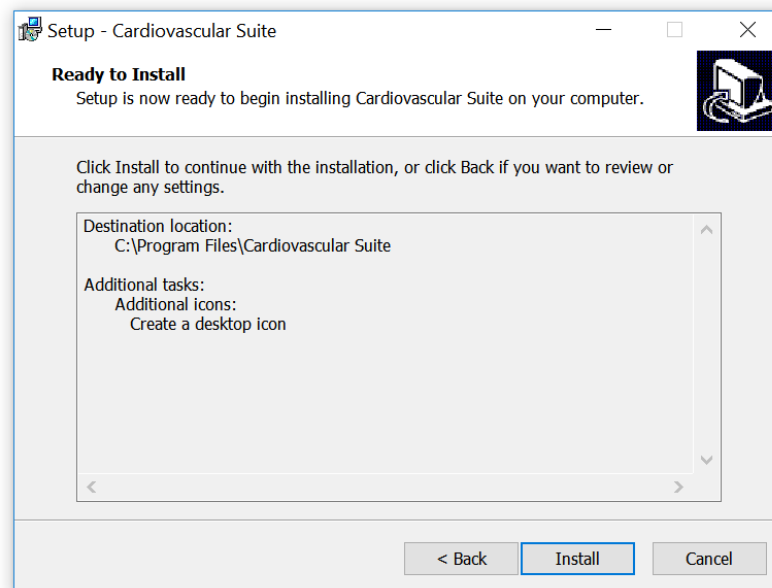 Setup - Cardiovascular Suite
Ready to Install
Setup is now ready to begin installing Cardiovascular Suite on your computer.
Click Install to continue with the installation, or click Back if you want to review or
change any settings.
Destination location:
C:\Program Files\Cardiovascular Suite
Additional tasks:
Additional icons:
Create a desktop icon
< Back
Install
Cancel